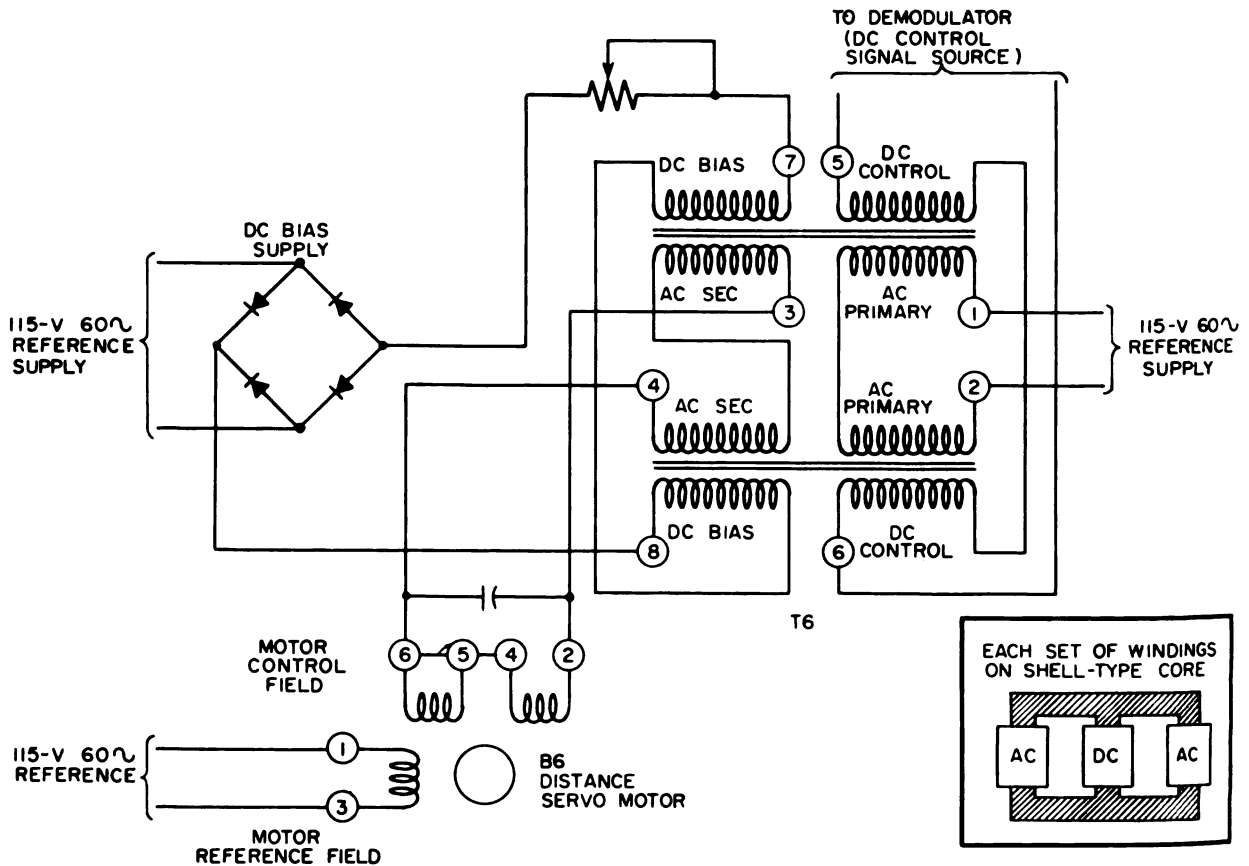 TO DEMODULATOR
(DC CONTROL
SIGNAL SOURCE)
DC BIAS
7
5
DC
CONTROL
DC BIAS
SUPPLY
AC SEC
3
AC
PRIMARY
1
115-V 60∿
REFERENCE
SUPPLY
115-V 60∿
REFERENCE
SUPPLY
4
AC SEC
AC
PRIMARY
2
8
DC BIAS
6
DC
CONTROL
T6
MOTOR
CONTROL
FIELD
6
5
4
2
115-V 60∿
REFERENCE
1
3
B6
DISTANCE
SERVO MOTOR
MOTOR
REFERENCE FIELD
EACH SET OF WINDINGS
ON SHELL-TYPE CORE
AC
DC
AC